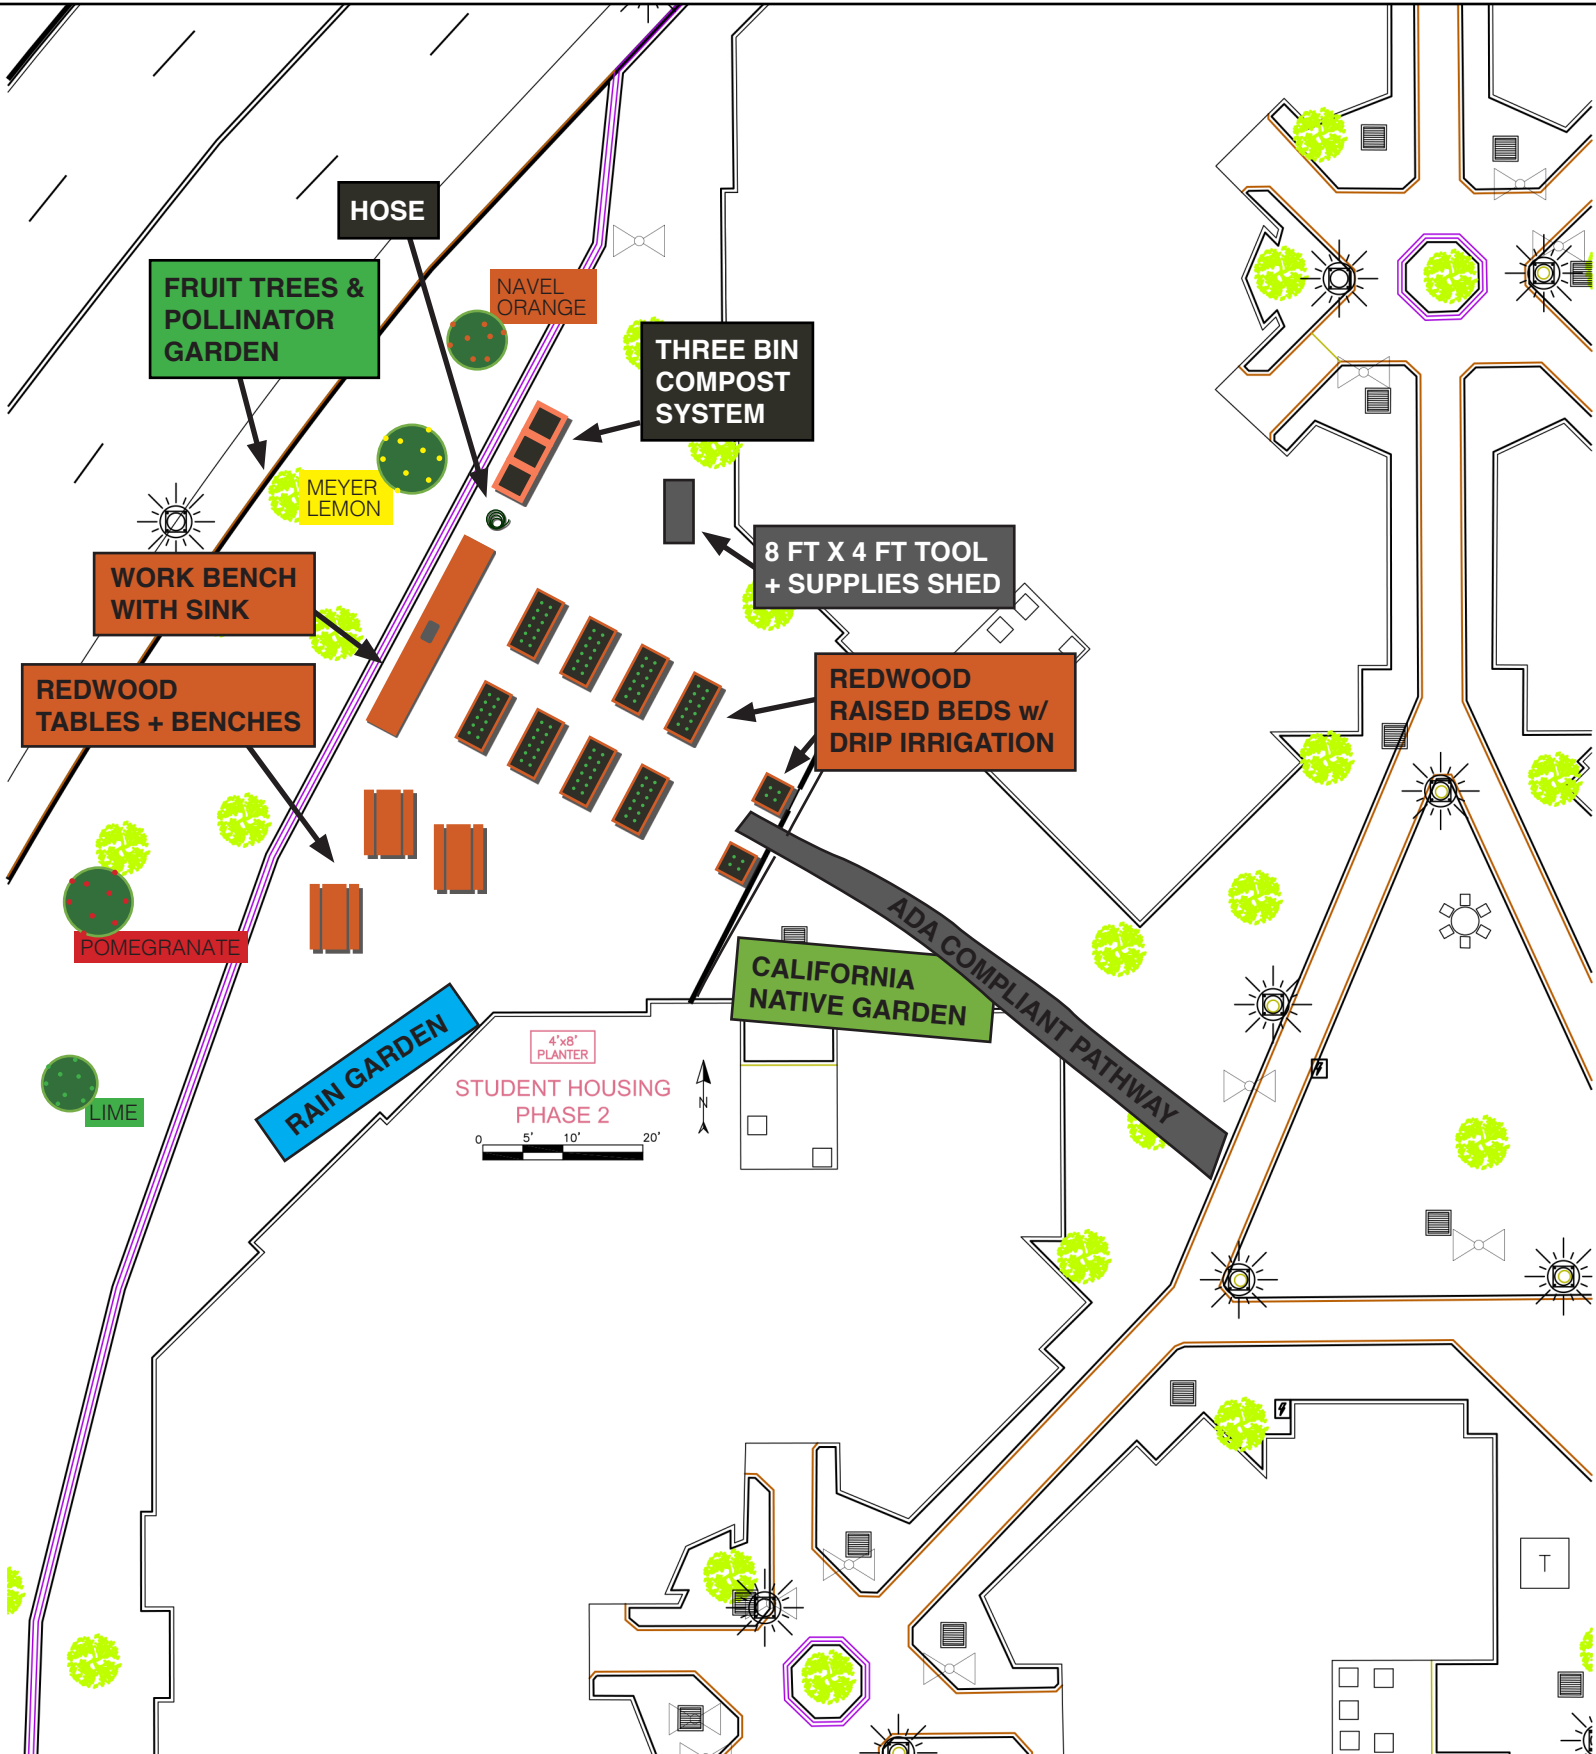 HOSE
FRUIT TREES &
POLLINATOR
GARDEN
NAVEL
ORANGE
THREE BIN
COMPOST
SYSTEM
MEYER
LEMON
8 FT X 4 FT TOOL
+ SUPPLIES SHED
WORK BENCH
WITH SINK
REDWOOD
TABLES + BENCHES
REDWOOD
RAISED BEDS w/
DRIP IRRIGATION
POMEGRANATE
ADA COMPLIANT PATHWAY
CALIFORNIA
NATIVE GARDEN
RAIN GARDEN
4'x8'
PLANTER
STUDENT HOUSING
PHASE 2
N
0 5' 10' 20'
LIME
T